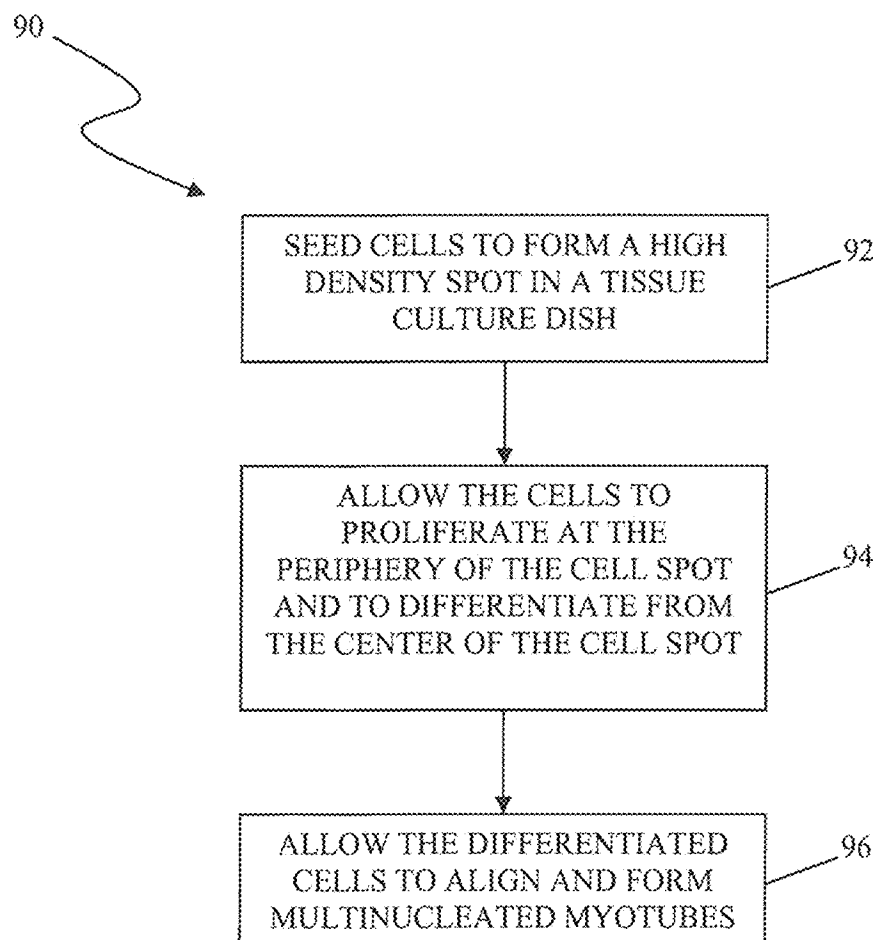 90
SEED CELLS TO FORM A HIGH
DENSITY SPOT IN A TISSUE
CULTURE DISH
92
ALLOW THE CELLS TO
PROLIFERATE AT THE
PERIPHERY OF THE CELL SPOT
AND TO DIFFERENTIATE FROM
THE CENTER OF THE CELL SPOT
94
ALLOW THE DIFFERENTIATED
CELLS TO ALIGN AND FORM
MULTINUCLEATED MYOTUBES
96